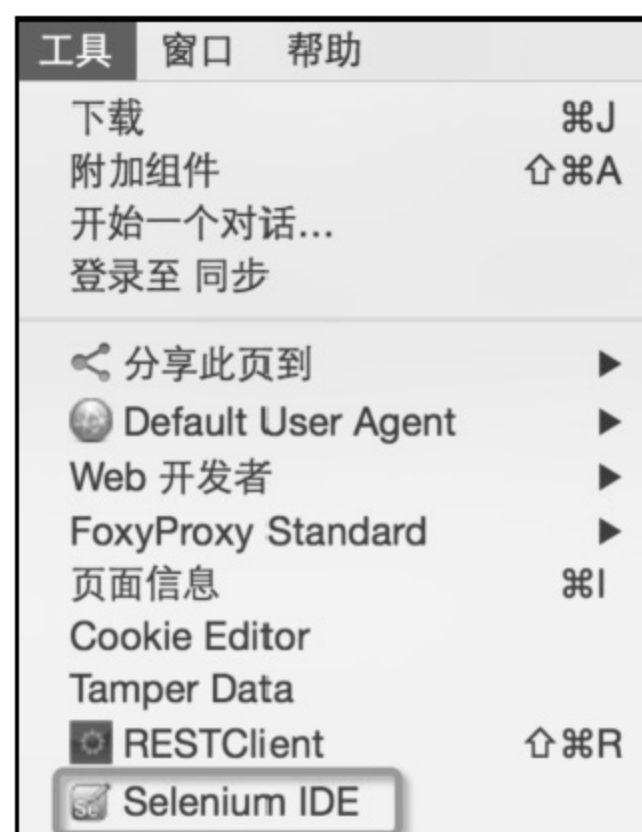 工具 窗口 帮助
下载 ⌘J
附加组件 ⇧⌘A
开始一个对话...
登录至 同步
分享此页到 ▶
Default User Agent ▶
Web 开发者 ▶
FoxyProxy Standard ▶
页面信息 ⌘I
Cookie Editor
Tamper Data
RESTClient ⇧⌘R
Selenium IDE